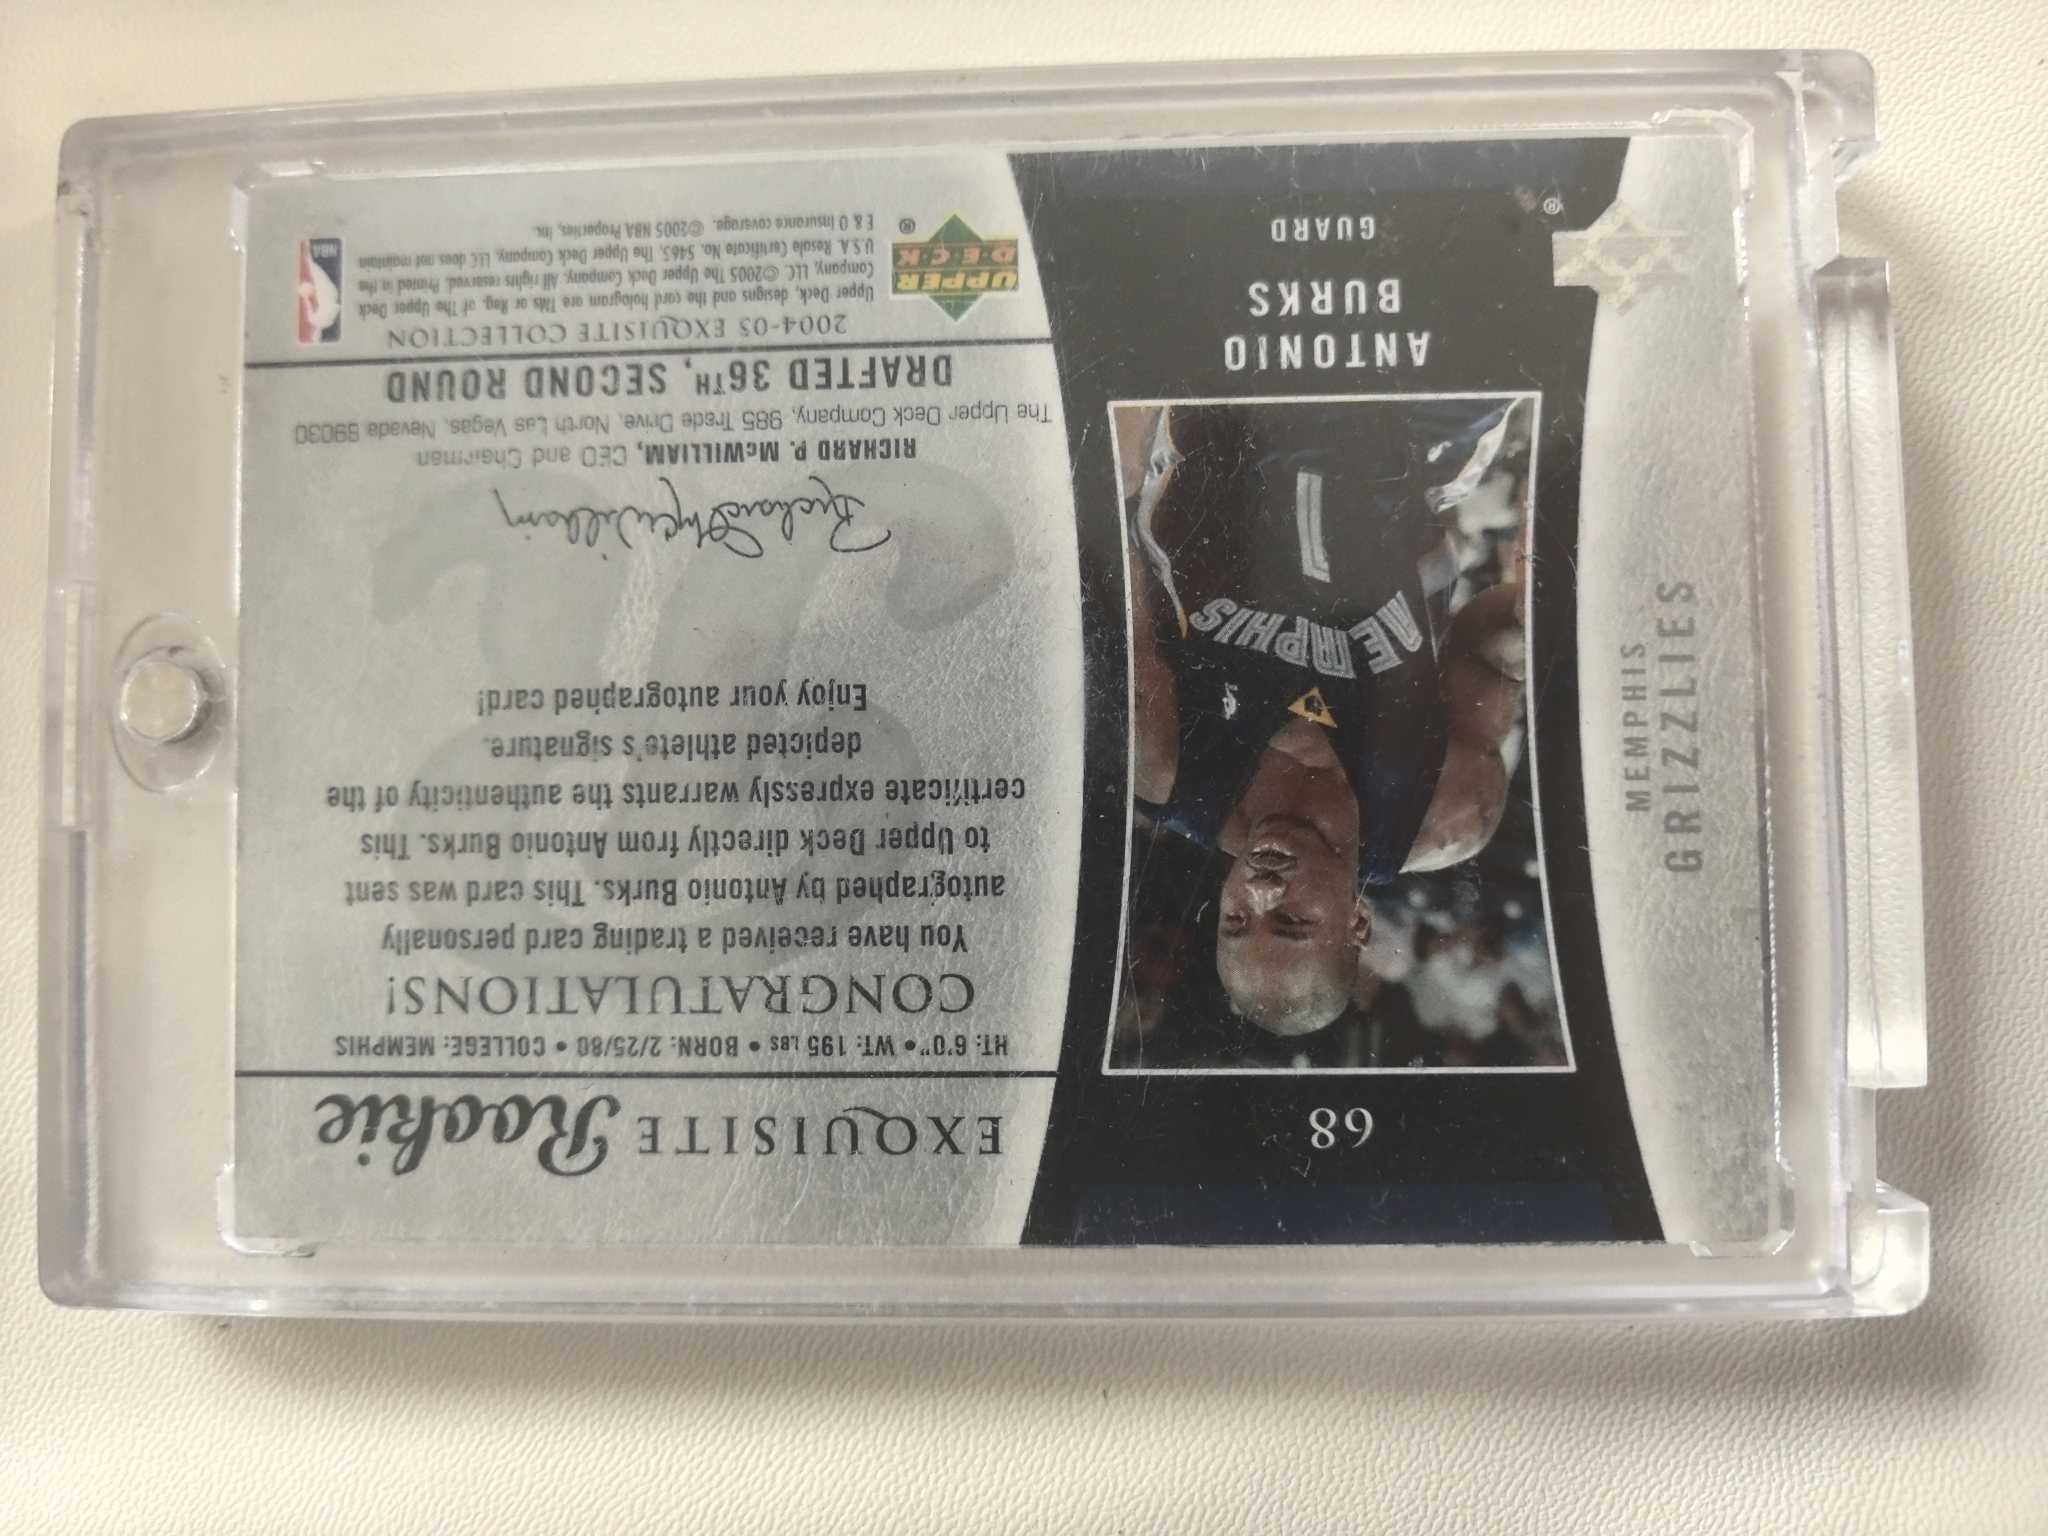 68
MEMPHIS
GRIZZLIES
MEMPHIS
1
ANTONIO
BURKS
GUARD
®
EXQUISITE Rookie
HT: 6'0" • WT: 195 LBS • BORN: 2/25/80 • COLLEGE: MEMPHIS
CONGRATULATIONS!
You have received a trading card personally
autographed by Antonio Burks. This card was sent
to Upper Deck directly from Antonio Burks. This
certificate expressly warrants the authenticity of the
depicted athlete's signature.
Enjoy your autographed card!
Richard McWilliam
RICHARD P. McWILLIAM, CEO and Chairman
The Upper Deck Company, 985 Trade Drive, North Las Vegas, Nevada 89030
DRAFTED 36TH, SECOND ROUND
2004-05 EXQUISITE COLLECTION
UPPER
DECK
®
Upper Deck, designs and the card hologram are TMs or Reg. of The Upper Deck
Company, LLC. ©2005 The Upper Deck Company. All rights reserved. Printed in the
U.S.A. Resale Certificate No. 5465. The Upper Deck Company, LLC does not maintain
E & O insurance coverage. ©2005 NBA Properties, Inc.
NBA